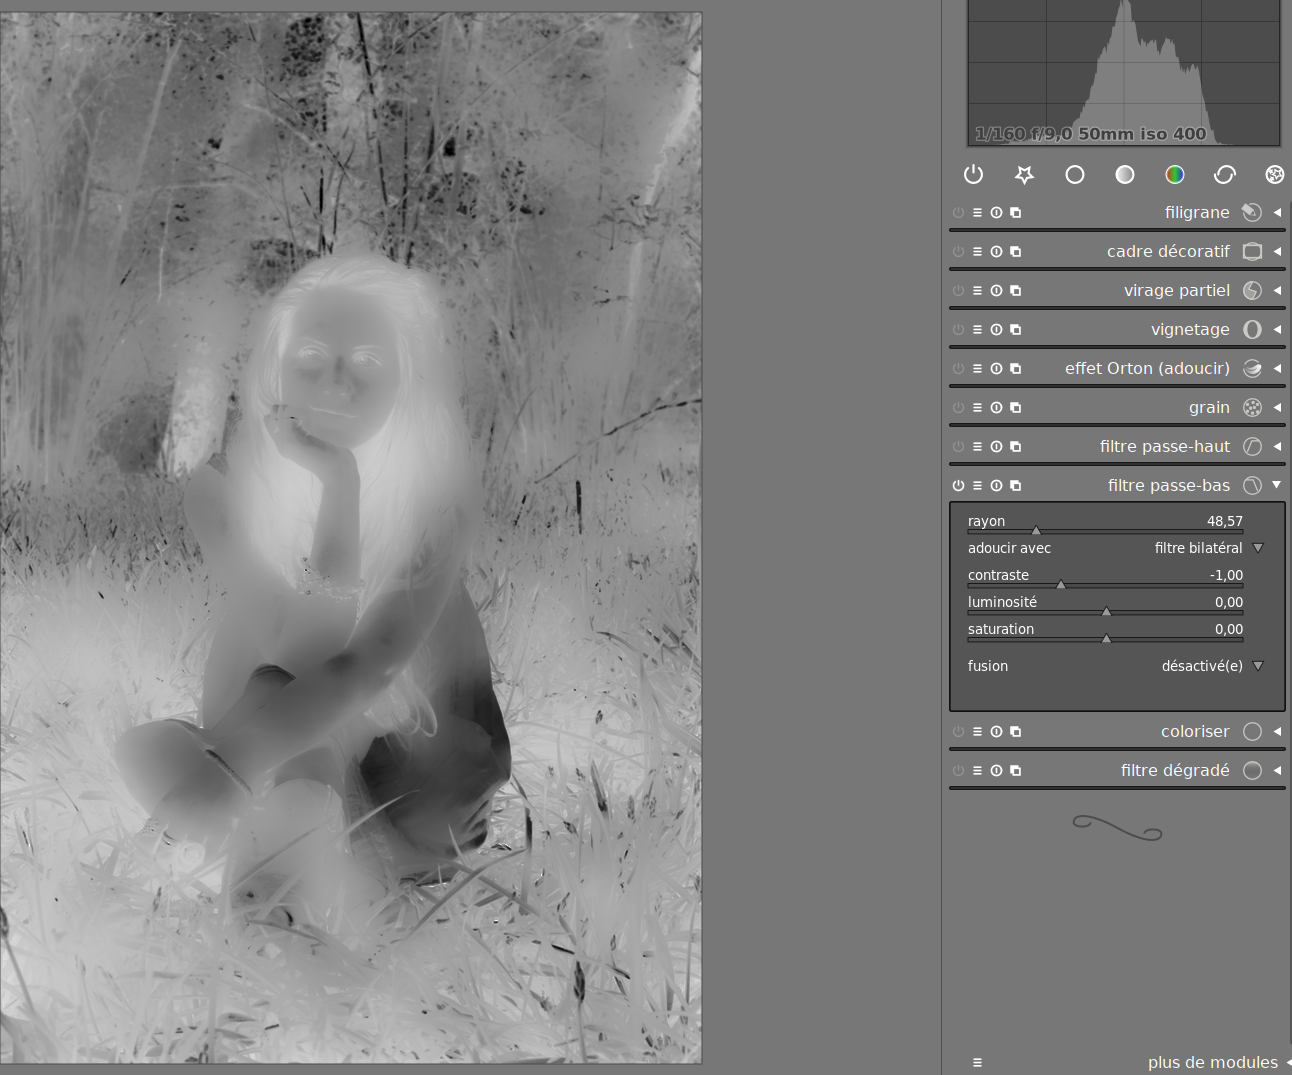 1/160 f/9,0 50mm iso 400
filigrane
cadre décoratif
virage partiel
vignetage
effet Orton (adoucir)
grain
filtre passe-haut
filtre passe-bas
rayon 48,57
adoucir avec filtre bilatéral
contraste -1,00
luminosité 0,00
saturation 0,00
fusion désactivé(e)
coloriser
filtre dégradé
plus de modules